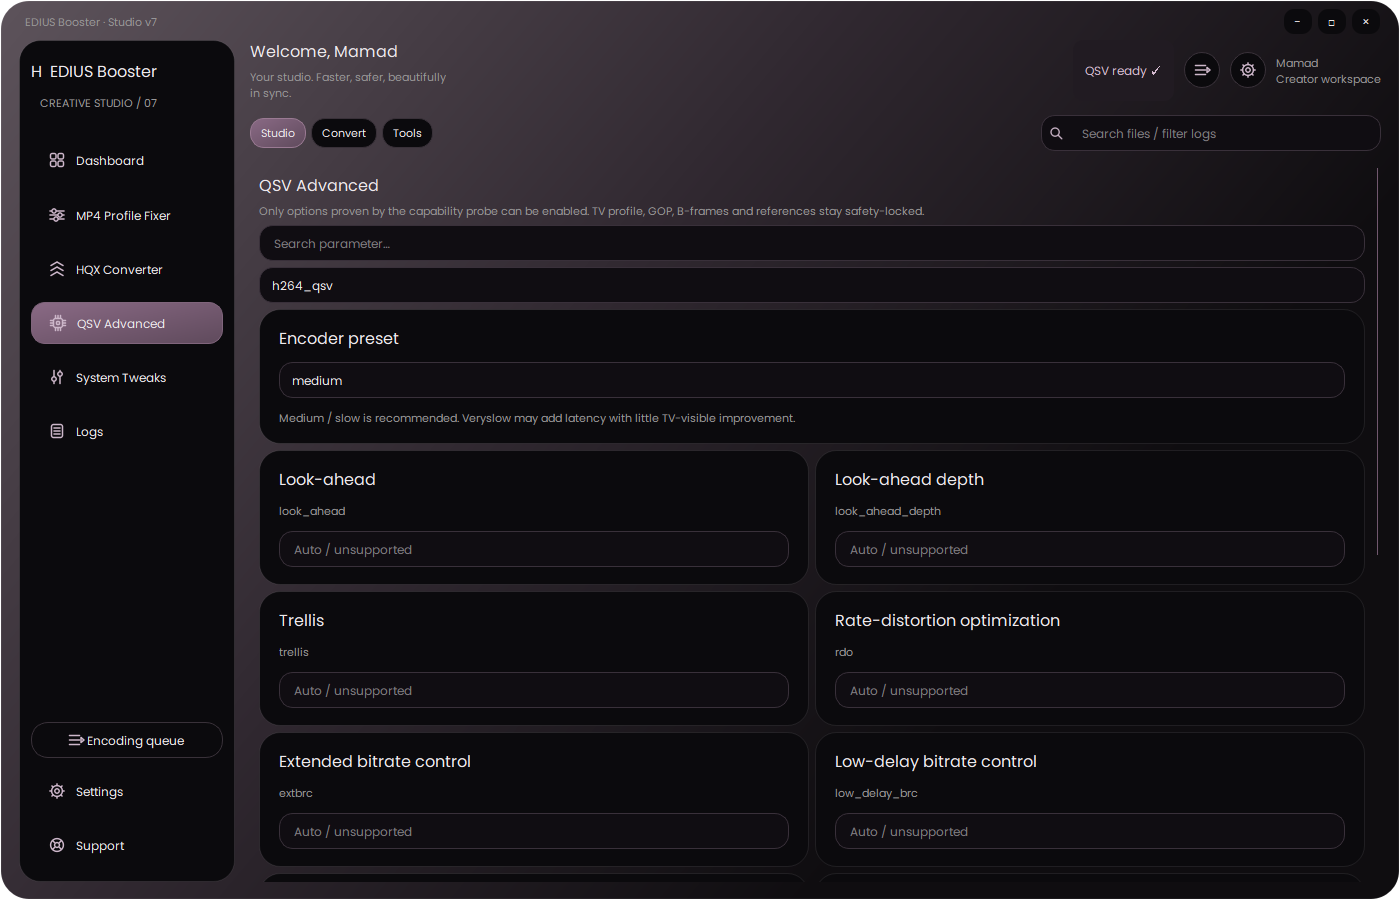 EDIUS Booster · Studio v7
H EDIUS Booster
CREATIVE STUDIO / 07
Dashboard
MP4 Profile Fixer
HQX Converter
QSV Advanced
System Tweaks
Logs
Encoding queue
Settings
Support
Welcome, Mamad
Your studio. Faster, safer, beautifully
in sync.
QSV ready ✓
Mamad
Creator workspace
Studio
Convert
Tools
Search files / filter logs
QSV Advanced
Only options proven by the capability probe can be enabled. TV profile, GOP, B-frames and references stay safety-locked.
Search parameter...
h264_qsv
Encoder preset
medium
Medium / slow is recommended. Veryslow may add latency with little TV-visible improvement.
Look-ahead
look_ahead
Auto / unsupported
Look-ahead depth
look_ahead_depth
Auto / unsupported
Trellis
trellis
Auto / unsupported
Rate-distortion optimization
rdo
Auto / unsupported
Extended bitrate control
extbrc
Auto / unsupported
Low-delay bitrate control
low_delay_brc
Auto / unsupported